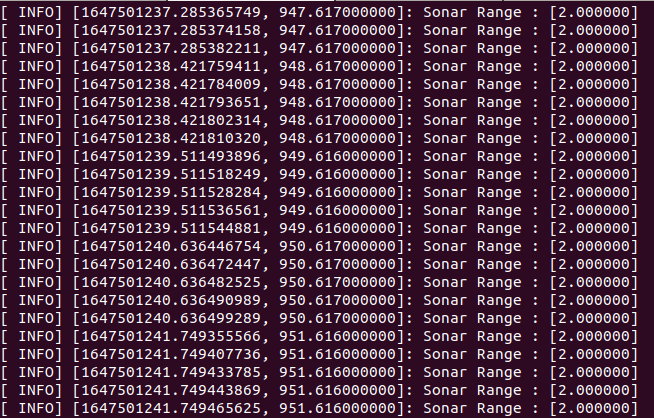 [ INFO] [1647501237.285365749, 947.617000000]: Sonar Range : [2.000000]
[ INFO] [1647501237.285374158, 947.617000000]: Sonar Range : [2.000000]
[ INFO] [1647501237.285382211, 947.617000000]: Sonar Range : [2.000000]
[ INFO] [1647501238.421759411, 948.617000000]: Sonar Range : [2.000000]
[ INFO] [1647501238.421784009, 948.617000000]: Sonar Range : [2.000000]
[ INFO] [1647501238.421793651, 948.617000000]: Sonar Range : [2.000000]
[ INFO] [1647501238.421802314, 948.617000000]: Sonar Range : [2.000000]
[ INFO] [1647501238.421810320, 948.617000000]: Sonar Range : [2.000000]
[ INFO] [1647501239.511493896, 949.616000000]: Sonar Range : [2.000000]
[ INFO] [1647501239.511518249, 949.616000000]: Sonar Range : [2.000000]
[ INFO] [1647501239.511528284, 949.616000000]: Sonar Range : [2.000000]
[ INFO] [1647501239.511536561, 949.616000000]: Sonar Range : [2.000000]
[ INFO] [1647501239.511544881, 949.616000000]: Sonar Range : [2.000000]
[ INFO] [1647501240.636446754, 950.617000000]: Sonar Range : [2.000000]
[ INFO] [1647501240.636472447, 950.617000000]: Sonar Range : [2.000000]
[ INFO] [1647501240.636482525, 950.617000000]: Sonar Range : [2.000000]
[ INFO] [1647501240.636490989, 950.617000000]: Sonar Range : [2.000000]
[ INFO] [1647501240.636499289, 950.617000000]: Sonar Range : [2.000000]
[ INFO] [1647501241.749355566, 951.616000000]: Sonar Range : [2.000000]
[ INFO] [1647501241.749407736, 951.616000000]: Sonar Range : [2.000000]
[ INFO] [1647501241.749433785, 951.616000000]: Sonar Range : [2.000000]
[ INFO] [1647501241.749443869, 951.616000000]: Sonar Range : [2.000000]
[ INFO] [1647501241.749465625, 951.616000000]: Sonar Range : [2.000000]